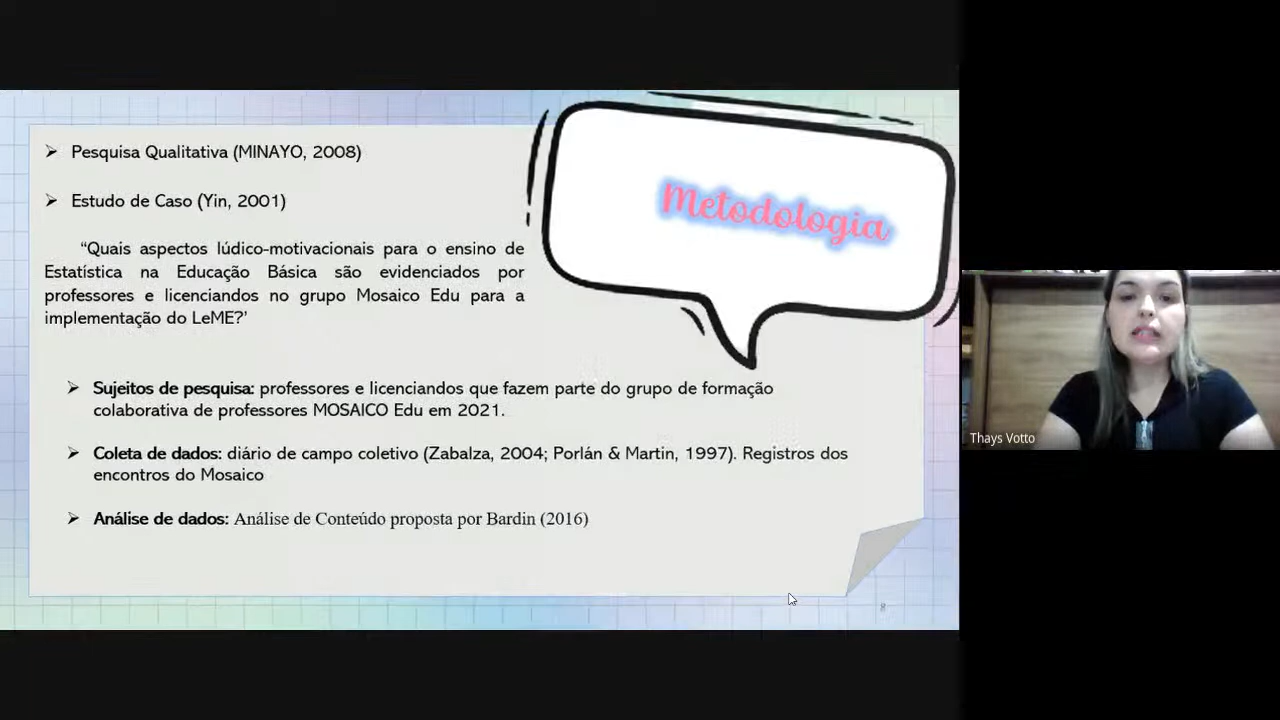 Metodologia
➢ Pesquisa Qualitativa (MINAYO, 2008)
➢ Estudo de Caso (Yin, 2001)
“Quais aspectos lúdico-motivacionais para o ensino de
Estatística na Educação Básica são evidenciados por
professores e licenciandos no grupo Mosaico Edu para a
implementação do LeME?’
➢ Sujeitos de pesquisa: professores e licenciandos que fazem parte do grupo de formação
colaborativa de professores MOSAICO Edu em 2021.
➢ Coleta de dados: diário de campo coletivo (Zabalza, 2004; Porlán & Martín, 1997). Registros dos
encontros do Mosaico
➢ Análise de dados: Análise de Conteúdo proposta por Bardin (2016)
8
Thays Votto